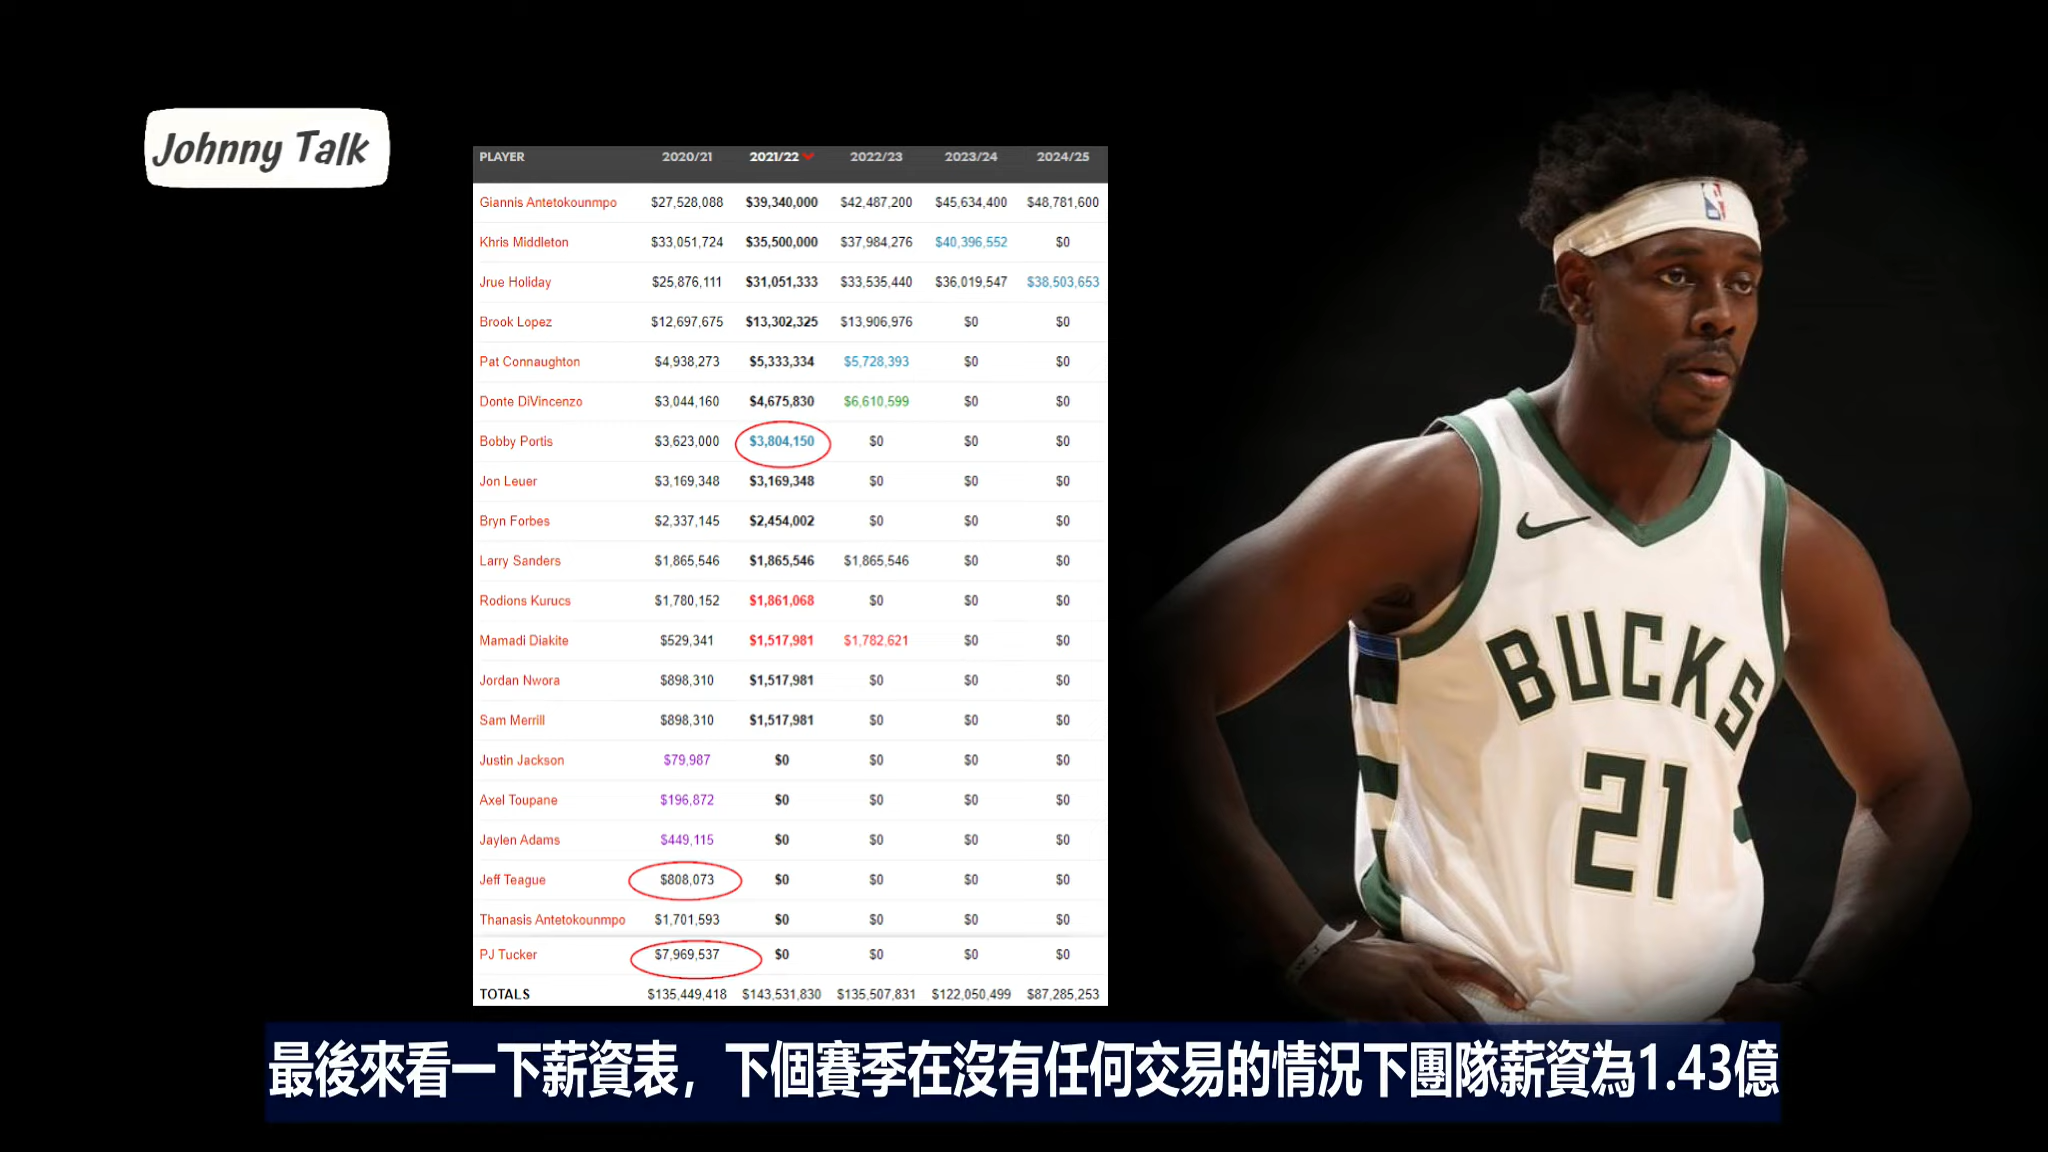 Johnny Talk
PLAYER 2020/21 2021/22 2022/23 2023/24 2024/25
Giannis Antetokounmpo $27,528,088 $39,340,000 $42,487,200 $45,634,400 $48,781,600
Khris Middleton $33,051,724 $35,500,000 $37,984,276 $40,396,552 $0
Jrue Holiday $25,876,111 $31,051,333 $33,535,440 $36,019,547 $38,503,653
Brook Lopez $12,697,675 $13,302,325 $13,906,976 $0 $0
Pat Connaughton $4,938,273 $5,333,334 $5,728,393 $0 $0
Donte DiVincenzo $3,044,160 $4,675,830 $6,610,599 $0 $0
Bobby Portis $3,623,000 $3,804,150 $0 $0 $0
Jon Leuer $3,169,348 $3,169,348 $0 $0 $0
Bryn Forbes $2,337,145 $2,454,002 $0 $0 $0
Larry Sanders $1,865,546 $1,865,546 $1,865,546 $0 $0
Rodions Kurucs $1,780,152 $1,861,068 $0 $0 $0
Mamadi Diakite $529,341 $1,517,981 $1,782,621 $0 $0
Jordan Nwora $898,310 $1,517,981 $0 $0 $0
Sam Merrill $898,310 $1,517,981 $0 $0 $0
Justin Jackson $79,987 $0 $0 $0 $0
Axel Toupane $196,872 $0 $0 $0 $0
Jaylen Adams $449,115 $0 $0 $0 $0
Jeff Teague $808,073 $0 $0 $0 $0
Thanasis Antetokounmpo $1,701,593 $0 $0 $0 $0
PJ Tucker $7,969,537 $0 $0 $0 $0
TOTALS $135,449,418 $143,531,830 $135,507,831 $122,050,499 $87,285,253
BUCKS
21
最後來看一下薪資表，下個賽季在沒有任何交易的情況下團隊薪資為1.43億